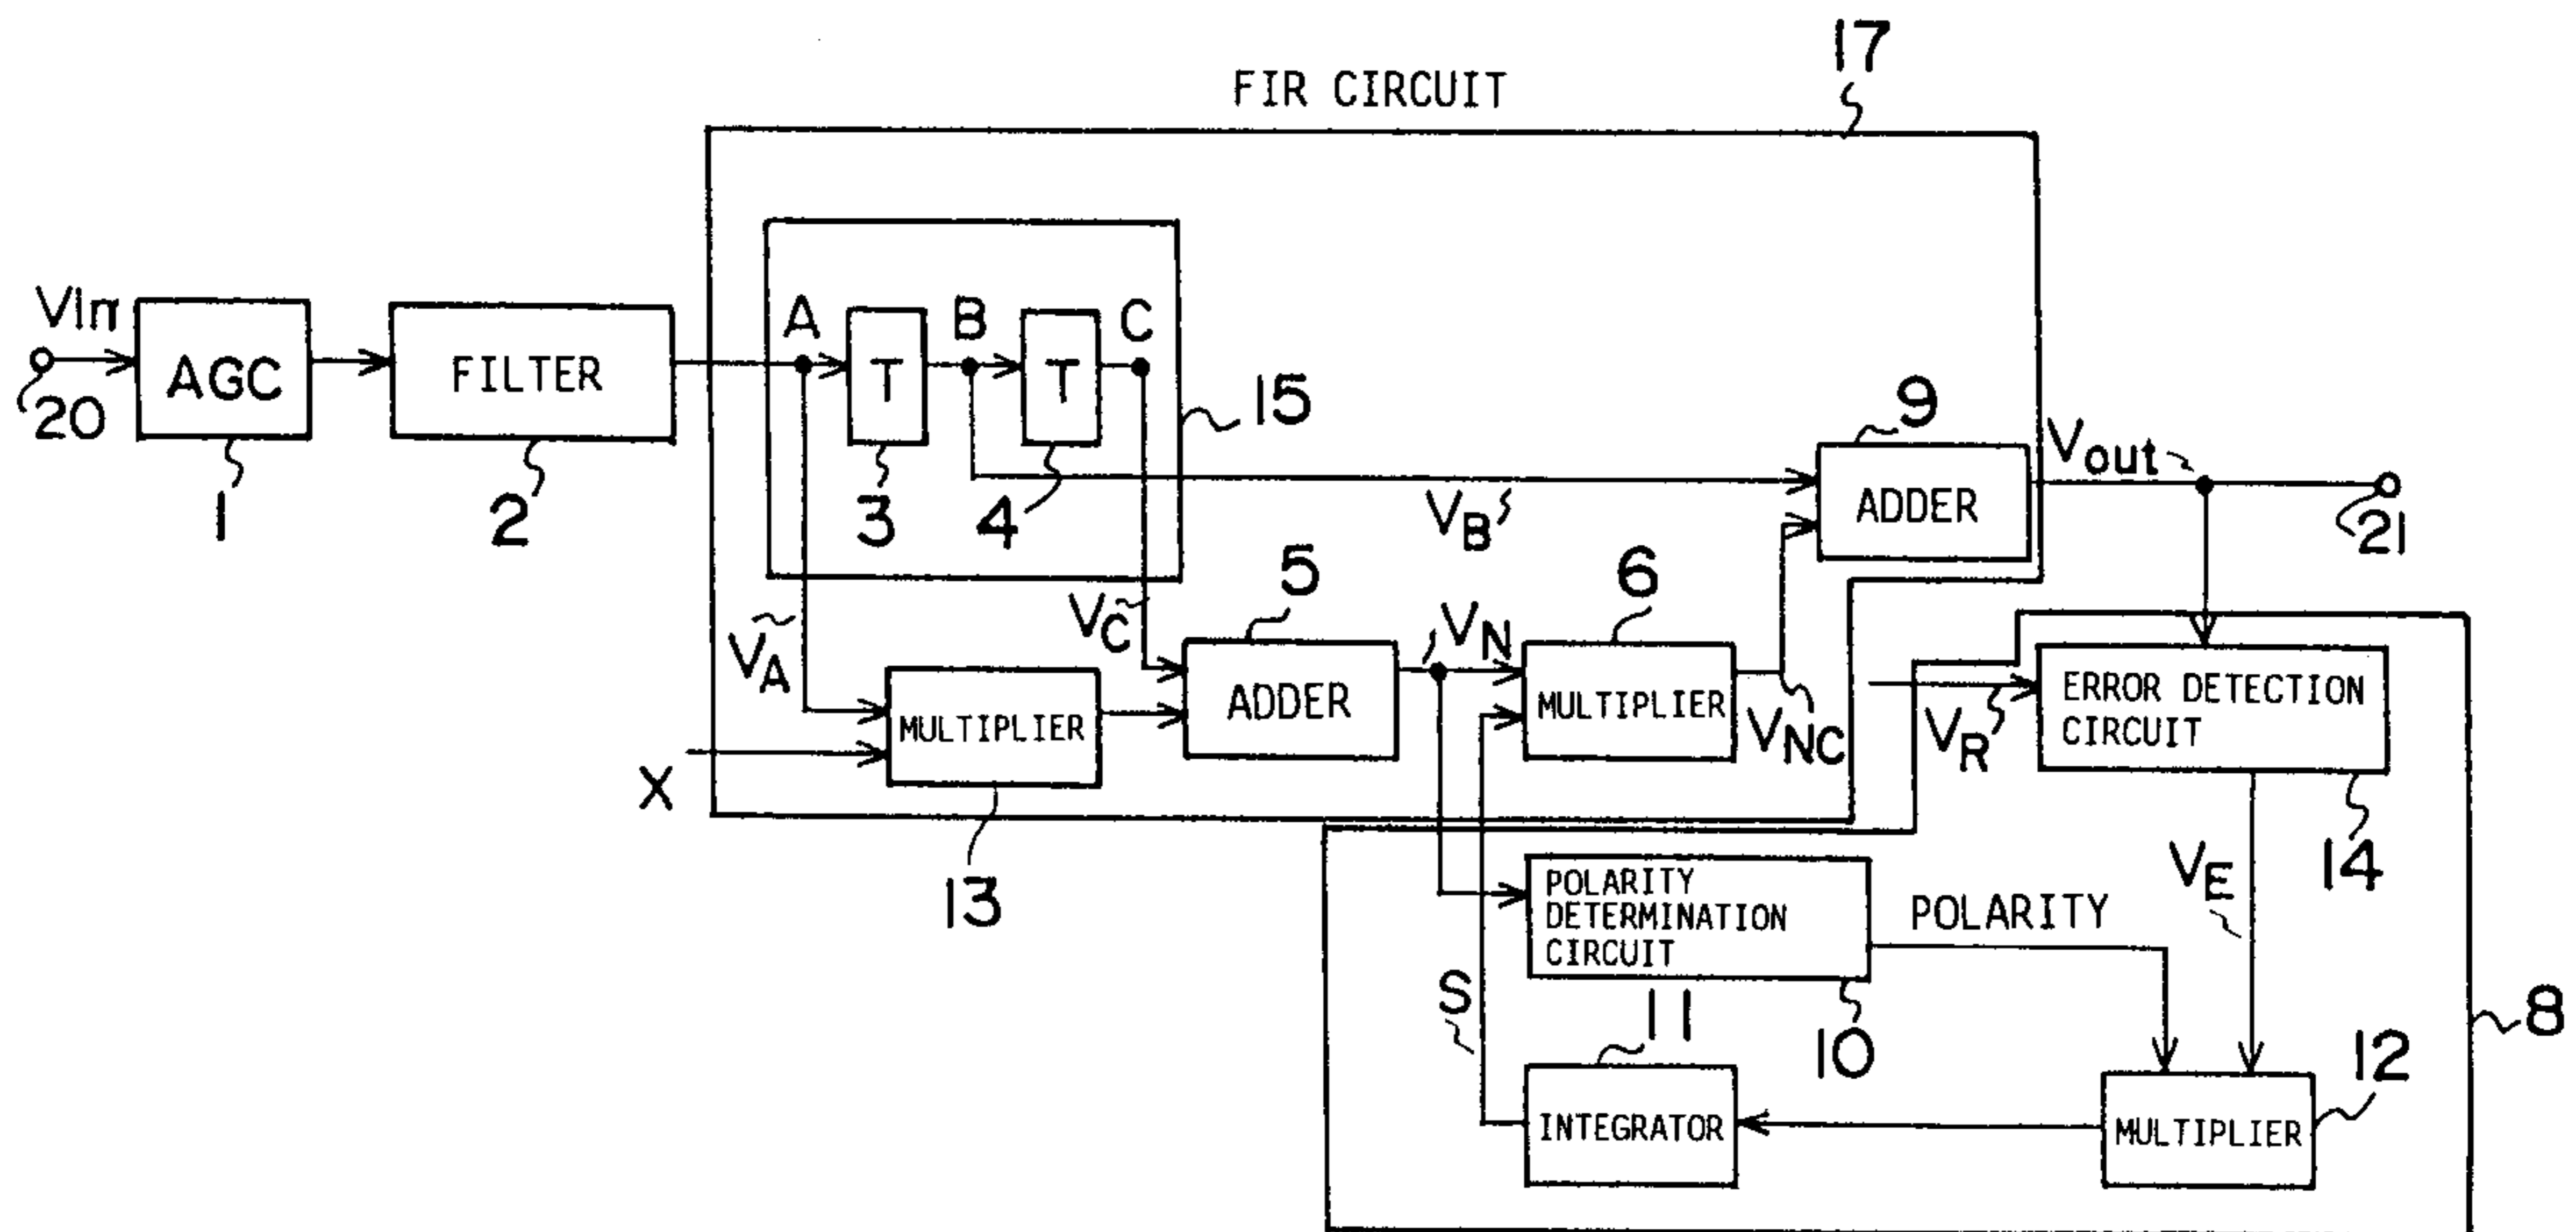 17
FIR CIRCUIT
Vin
20
AGC
1
FILTER
2
A
T
3
B
T
4
C
15
9
ADDER
Vout
21
VB
VA
VC
5
ADDER
VN
6
MULTIPLIER
VNC
VR
ERROR DETECTION
CIRCUIT
14
X
MULTIPLIER
13
POLARITY
DETERMINATION
CIRCUIT
10
POLARITY
VE
8
S
11
INTEGRATOR
12
MULTIPLIER